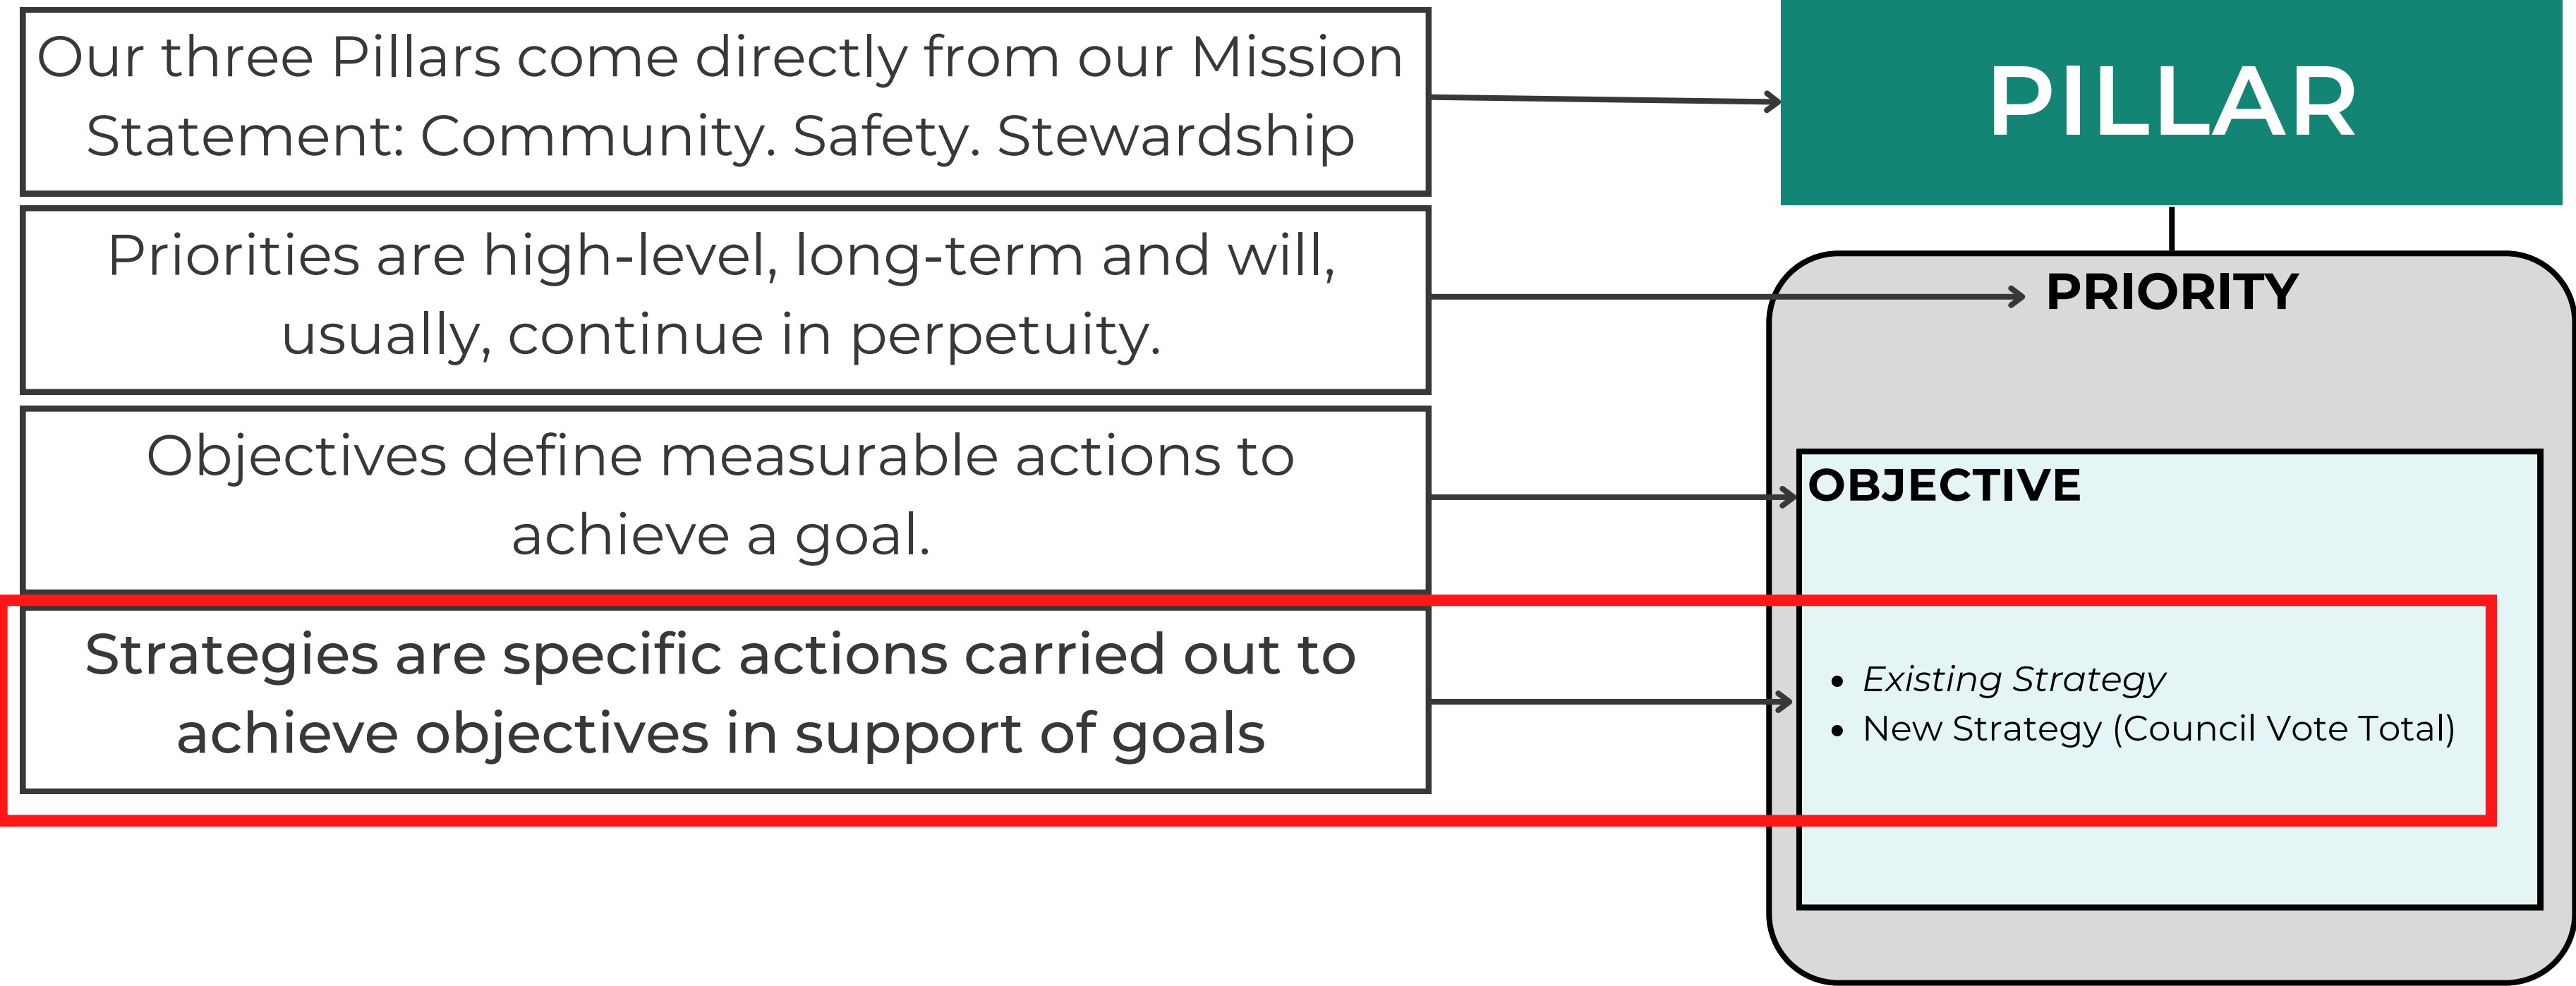 Our three Pillars come directly from our Mission
Statement: Community. Safety. Stewardship
PILLAR
Priorities are high-level, long-term and will,
usually, continue in perpetuity.
PRIORITY
Objectives define measurable actions to
achieve a goal.
OBJECTIVE
Strategies are specific actions carried out to
achieve objectives in support of goals
• Existing Strategy
• New Strategy (Council Vote Total)